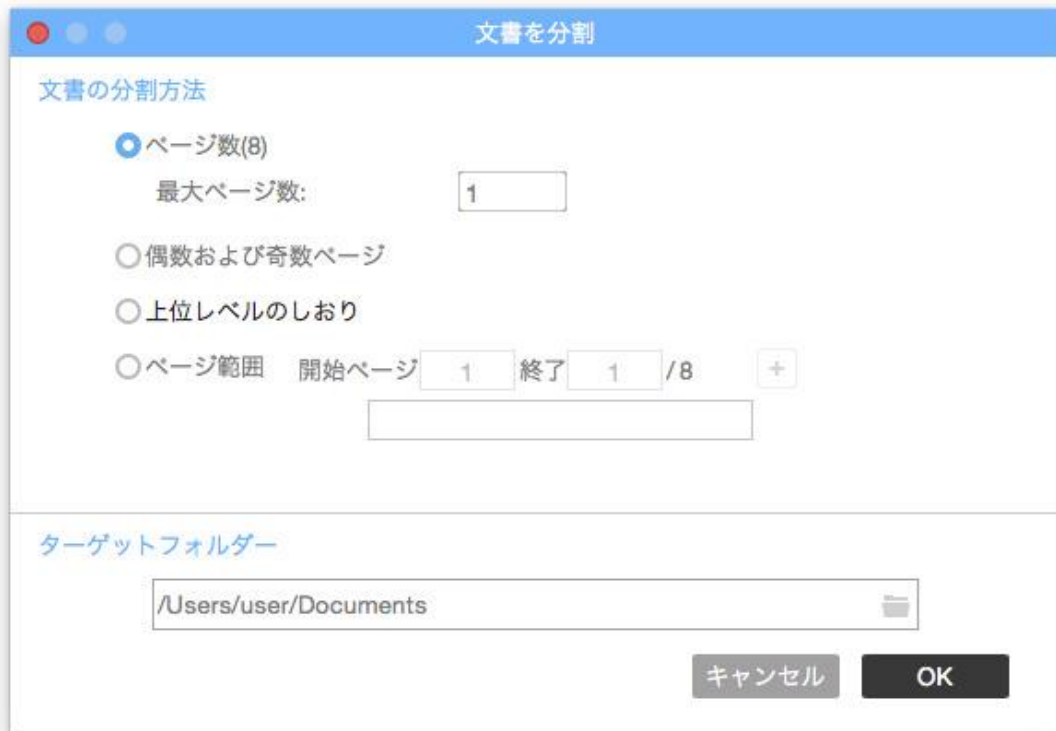 文書を分割
文書の分割方法
ページ数(8)
最大ページ数: 1
偶数および奇数ページ
上位レベルのしおり
ページ範囲 開始ページ 1 終了 1 / 8 +
ターゲットフォルダー
/Users/user/Documents
キャンセル OK